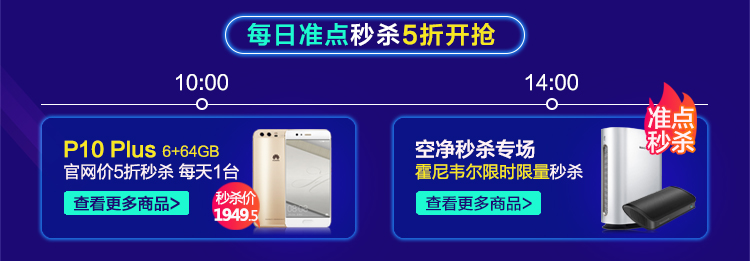 每日准点秒杀5折开抢
10:00
14:00
P10 Plus 6+64GB
官网价5折秒杀 每天1台
查看更多商品>
秒杀价
1949.5
HUAWEI
空净秒杀专场
霍尼韦尔限时限量秒杀
查看更多商品>
准点
秒杀